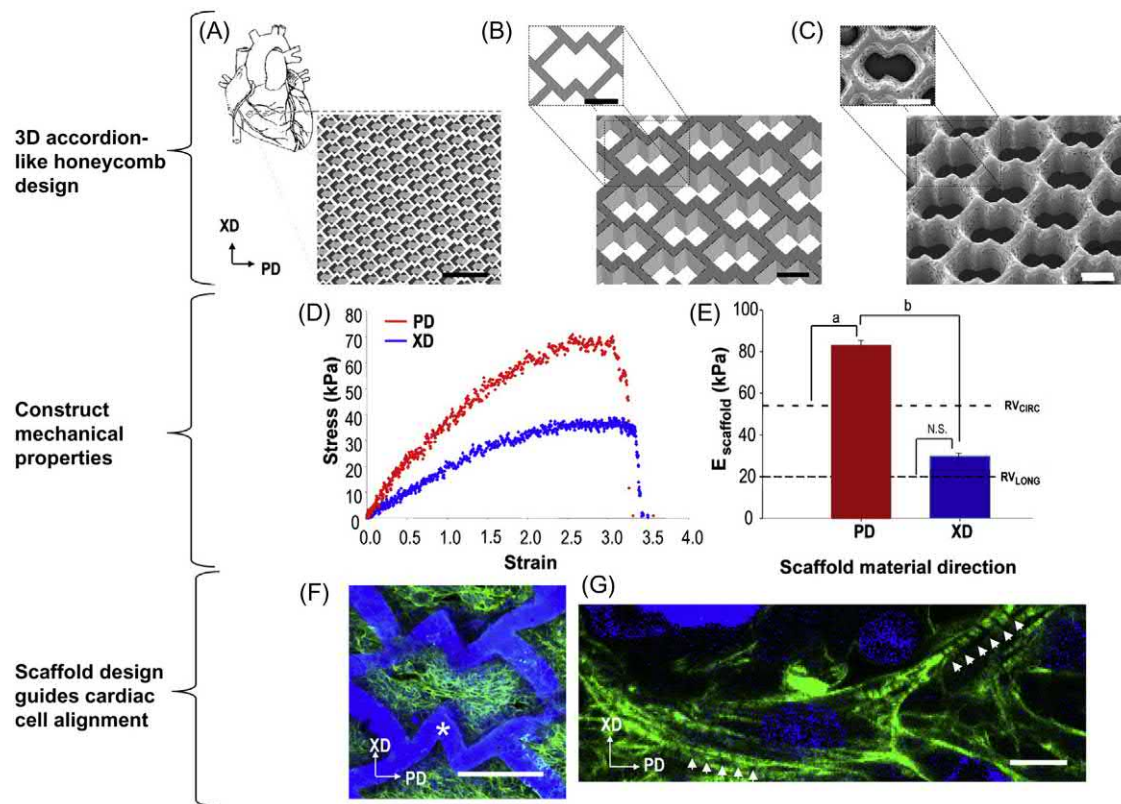 (A)
(B)
(C)
3D accordion-
like honeycomb
design
XD
PD
(D)
PD
XD
Stress (kPa)
80
70
60
50
40
30
20
10
0
0.0 0.5 1.0 1.5 2.0 2.5 3.0 3.5 4.0
Strain
(E)
E scaffold (kPa)
100
80
60
40
20
0
a
b
N.S.
RVCIRC
RVLONG
PD XD
Scaffold material direction
Construct
mechanical
properties
(F)
*
XD
PD
(G)
XD
PD
Scaffold design
guides cardiac
cell alignment